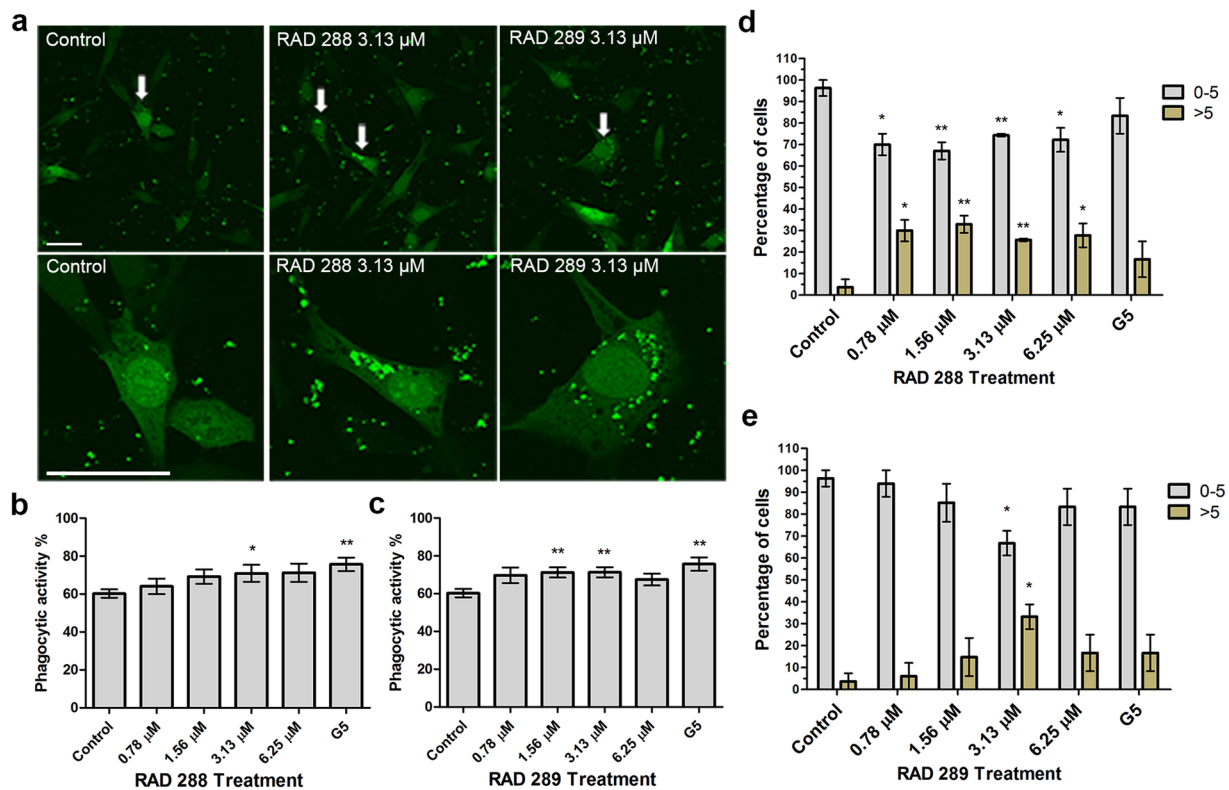 a
Control
RAD 288 3.13 µM
RAD 289 3.13 µM
Control
RAD 288 3.13 µM
RAD 289 3.13 µM
b
Phagocytic activity %
100
80
60
40
20
0
*
**
Control
0.78 µM
1.56 µM
3.13 µM
6.25 µM
G5
RAD 288 Treatment
c
Phagocytic activity %
100
80
60
40
20
0
**
**
**
Control
0.78 µM
1.56 µM
3.13 µM
6.25 µM
G5
RAD 289 Treatment
d
Percentage of cells
110
100
90
80
70
60
50
40
30
20
10
0
*
**
**
*
*
**
**
*
0-5
>5
Control
0.78 µM
1.56 µM
3.13 µM
6.25 µM
G5
RAD 288 Treatment
e
Percentage of cells
110
100
90
80
70
60
50
40
30
20
10
0
*
*
0-5
>5
Control
0.78 µM
1.56 µM
3.13 µM
6.25 µM
G5
RAD 289 Treatment